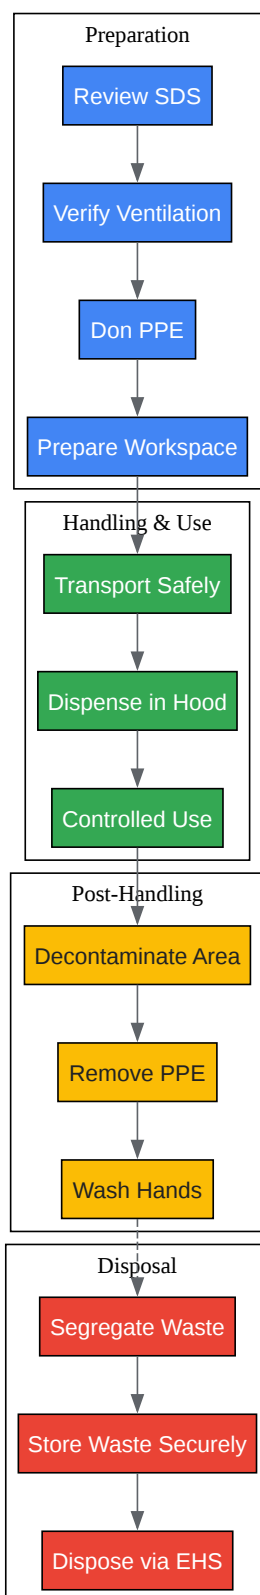 Preparation
Review SDS
Verify Ventilation
Don PPE
Prepare Workspace
Handling & Use
Transport Safely
Dispense in Hood
Controlled Use
Post-Handling
Decontaminate Area
Remove PPE
Wash Hands
Disposal
Segregate Waste
Store Waste Securely
Dispose via EHS